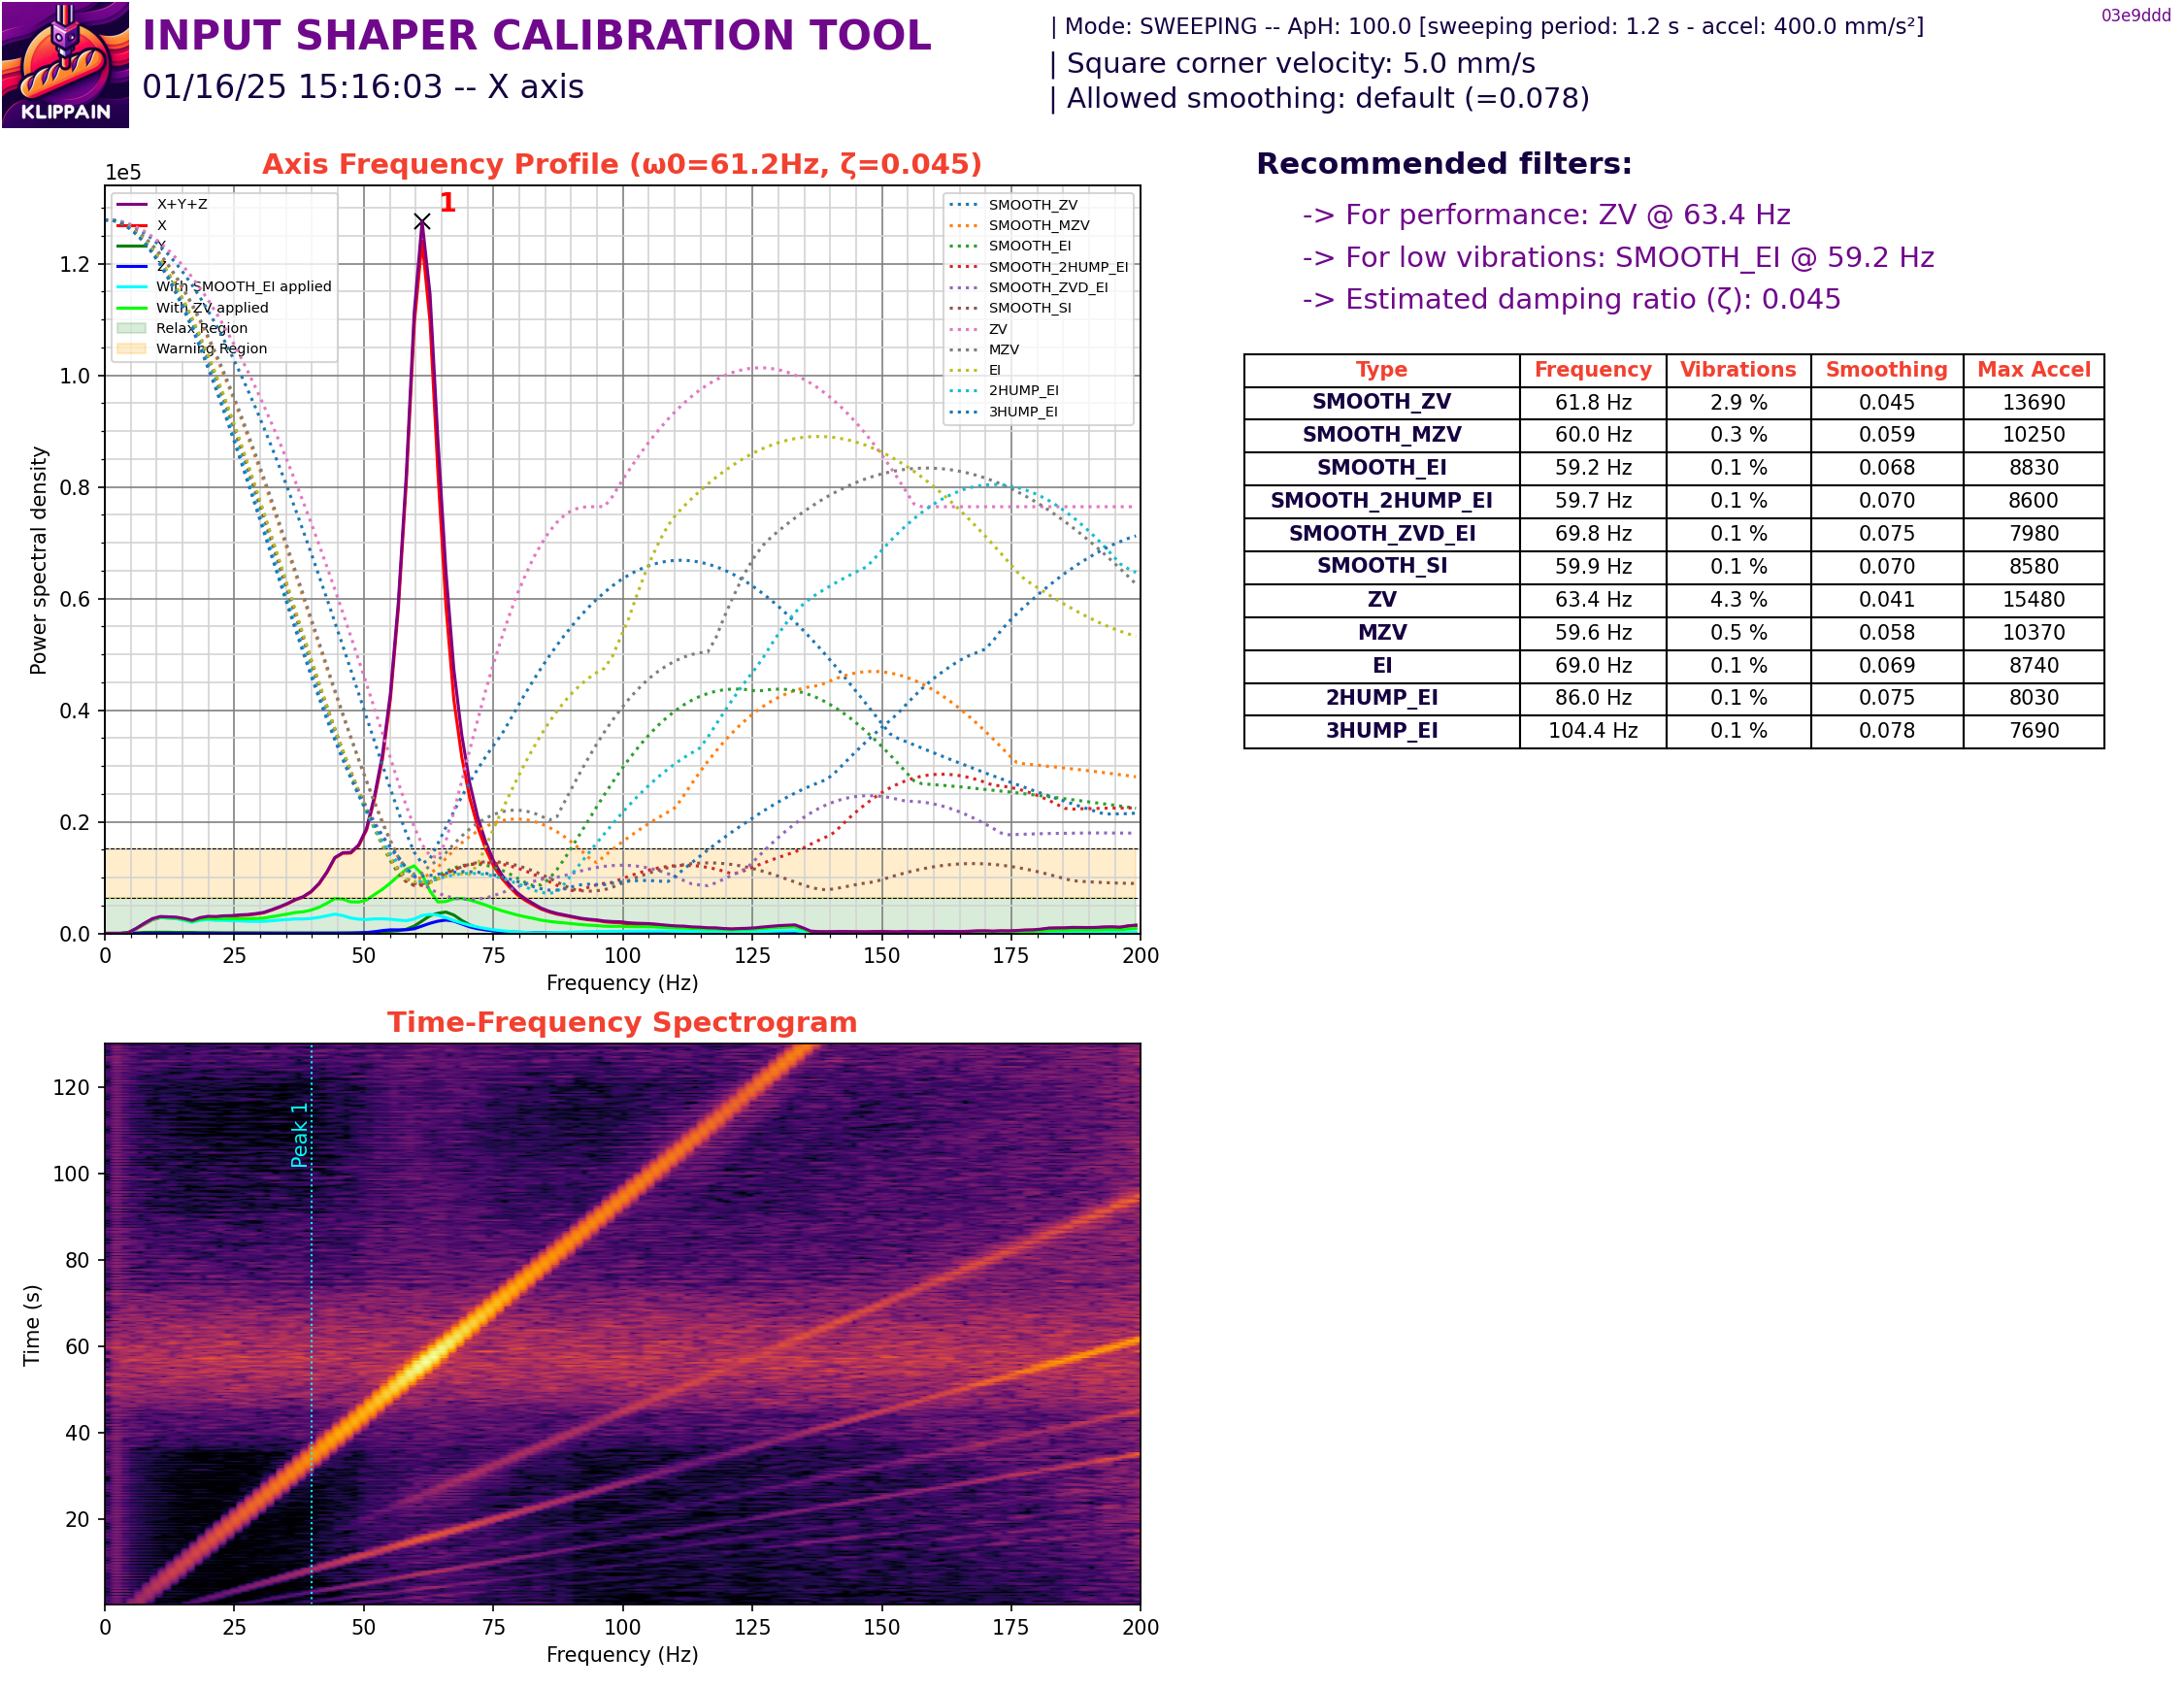 KLIPPAIN
INPUT SHAPER CALIBRATION TOOL
01/16/25 15:16:03 -- X axis
| Mode: SWEEPING -- ApH: 100.0 [sweeping period: 1.2 s - accel: 400.0 mm/s²]
| Square corner velocity: 5.0 mm/s
| Allowed smoothing: default (=0.078)
03e9ddd
Axis Frequency Profile (ω0=61.2Hz, ζ=0.045)
1e5
1
X+Y+Z
X
Y
Z
With SMOOTH_EI applied
With ZV applied
Relax Region
Warning Region
SMOOTH_ZV
SMOOTH_MZV
SMOOTH_EI
SMOOTH_2HUMP_EI
SMOOTH_ZVD_EI
SMOOTH_SI
ZV
MZV
EI
2HUMP_EI
3HUMP_EI
Power spectral density
1.2
1.0
0.8
0.6
0.4
0.2
0.0
0 25 50 75 100 125 150 175 200
Frequency (Hz)
Recommended filters:
-> For performance: ZV @ 63.4 Hz
-> For low vibrations: SMOOTH_EI @ 59.2 Hz
-> Estimated damping ratio (ζ): 0.045
Type Frequency Vibrations Smoothing Max Accel
SMOOTH_ZV 61.8 Hz 2.9 % 0.045 13690
SMOOTH_MZV 60.0 Hz 0.3 % 0.059 10250
SMOOTH_EI 59.2 Hz 0.1 % 0.068 8830
SMOOTH_2HUMP_EI 59.7 Hz 0.1 % 0.070 8600
SMOOTH_ZVD_EI 69.8 Hz 0.1 % 0.075 7980
SMOOTH_SI 59.9 Hz 0.1 % 0.070 8580
ZV 63.4 Hz 4.3 % 0.041 15480
MZV 59.6 Hz 0.5 % 0.058 10370
EI 69.0 Hz 0.1 % 0.069 8740
2HUMP_EI 86.0 Hz 0.1 % 0.075 8030
3HUMP_EI 104.4 Hz 0.1 % 0.078 7690
Time-Frequency Spectrogram
Peak 1
Time (s)
120
100
80
60
40
20
0 25 50 75 100 125 150 175 200
Frequency (Hz)